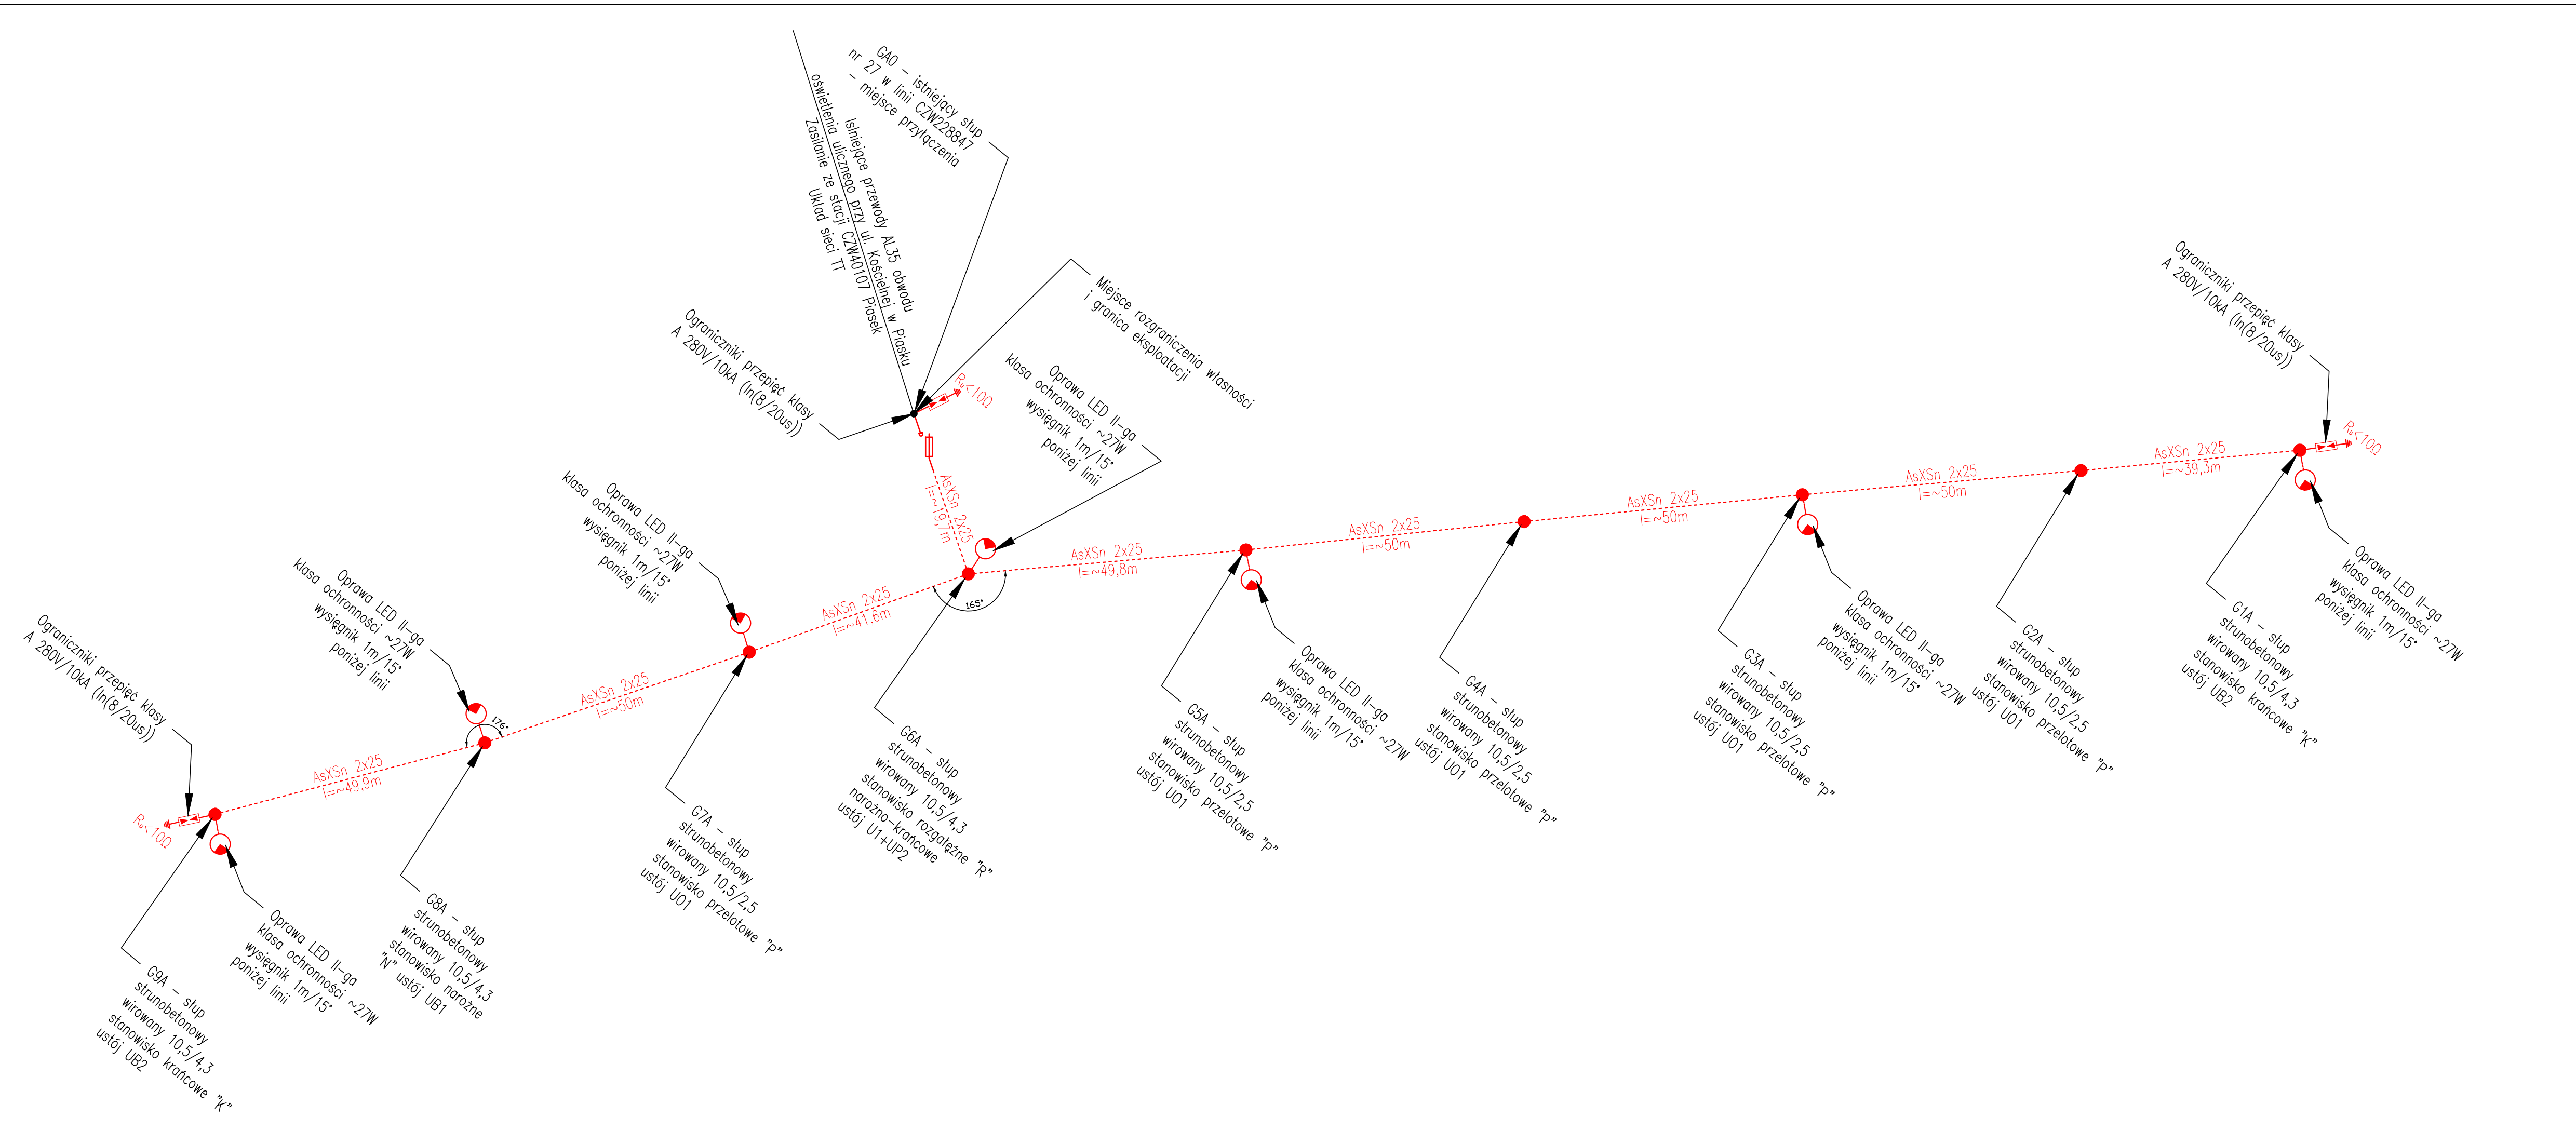 GA0 – istniejący słup
nr 27 w linii CZW228847
– miejsce przyłączenia
Istniejące przewody AL35 obwodu
oświetlenia ulicznego przy ul. Kościelnej w Piasku
Zasilanie ze stacji CZW40107 Piasek
Układ sieci TT
Miejsce rozgraniczenia własności
i granica eksploatacji
Ograniczniki przepięć klasy
A 280V/10kA (In(8/20us))
Ru<10Ω
Oprawa LED II-ga
klasa ochronności ~27W
wysięgnik 1m/15°
poniżej linii
AsXSn 2x25
l=~19,7m
Ograniczniki przepięć klasy
A 280V/10kA (In(8/20us))
Ru<10Ω
Oprawa LED II-ga
klasa ochronności ~27W
wysięgnik 1m/15°
poniżej linii
Oprawa LED II-ga
klasa ochronności ~27W
wysięgnik 1m/15°
poniżej linii
Ograniczniki przepięć klasy
A 280V/10kA (In(8/20us))
Ru<10Ω
AsXSn 2x25
l=~49,9m
176°
AsXSn 2x25
l=~50m
AsXSn 2x25
l=~41,6m
165°
AsXSn 2x25
l=~49,8m
AsXSn 2x25
l=~50m
AsXSn 2x25
l=~50m
AsXSn 2x25
l=~50m
AsXSn 2x25
l=~39,3m
G9A – słup
strunobetonowy
wirowany 10,5/4,3
stanowisko krańcowe "K"
ustój UB2
Oprawa LED II-ga
klasa ochronności ~27W
wysięgnik 1m/15°
poniżej linii
G8A – słup
strunobetonowy
wirowany 10,5/4,3
stanowisko narożne
"N" ustój UB1
G7A – słup
strunobetonowy
wirowany 10,5/2,5
stanowisko przelotowe "P"
ustój UO1
G6A – słup
strunobetonowy
wirowany 10,5/4,3
stanowisko rozgałęźne "R"
narożno-krańcowe
ustój U1+UP2
G5A – słup
strunobetonowy
wirowany 10,5/2,5
stanowisko przelotowe "P"
ustój UO1
Oprawa LED II-ga
klasa ochronności ~27W
wysięgnik 1m/15°
poniżej linii
G4A – słup
strunobetonowy
wirowany 10,5/2,5
stanowisko przelotowe "P"
ustój UO1
G3A – słup
strunobetonowy
wirowany 10,5/2,5
stanowisko przelotowe "P"
ustój UO1
Oprawa LED II-ga
klasa ochronności ~27W
wysięgnik 1m/15°
poniżej linii
G2A – słup
strunobetonowy
wirowany 10,5/2,5
stanowisko przelotowe "P"
ustój UO1
G1A – słup
strunobetonowy
wirowany 10,5/4,3
stanowisko krańcowe "K"
ustój UB2
Oprawa LED II-ga
klasa ochronności ~27W
wysięgnik 1m/15°
poniżej linii